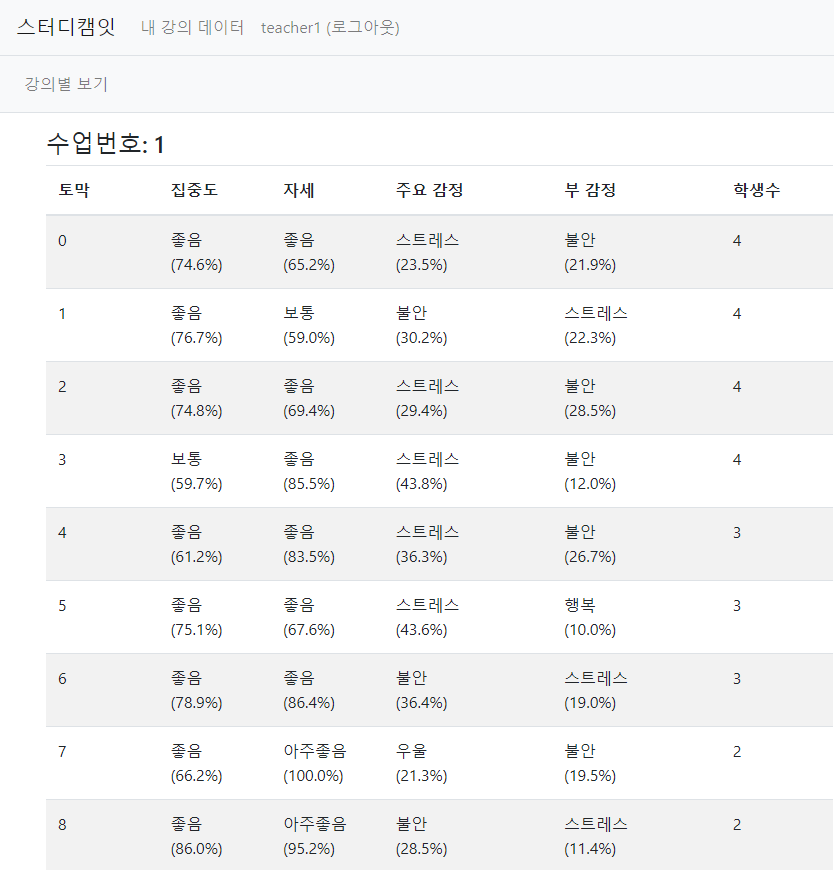 스터디캠잇 내 강의 데이터 teacher1 (로그아웃)
강의별 보기
수업번호: 1
토막 집중도 자세 주요 감정 부 감정 학생수
0 좋음 좋음 스트레스 불안 4
(74.6%) (65.2%) (23.5%) (21.9%)
1 좋음 보통 불안 스트레스 4
(76.7%) (59.0%) (30.2%) (22.3%)
2 좋음 좋음 스트레스 불안 4
(74.8%) (69.4%) (29.4%) (28.5%)
3 보통 좋음 스트레스 불안 4
(59.7%) (85.5%) (43.8%) (12.0%)
4 좋음 좋음 스트레스 불안 3
(61.2%) (83.5%) (36.3%) (26.7%)
5 좋음 좋음 스트레스 행복 3
(75.1%) (67.6%) (43.6%) (10.0%)
6 좋음 좋음 불안 스트레스 3
(78.9%) (86.4%) (36.4%) (19.0%)
7 좋음 아주좋음 우울 불안 2
(66.2%) (100.0%) (21.3%) (19.5%)
8 좋음 아주좋음 불안 스트레스 2
(86.0%) (95.2%) (28.5%) (11.4%)